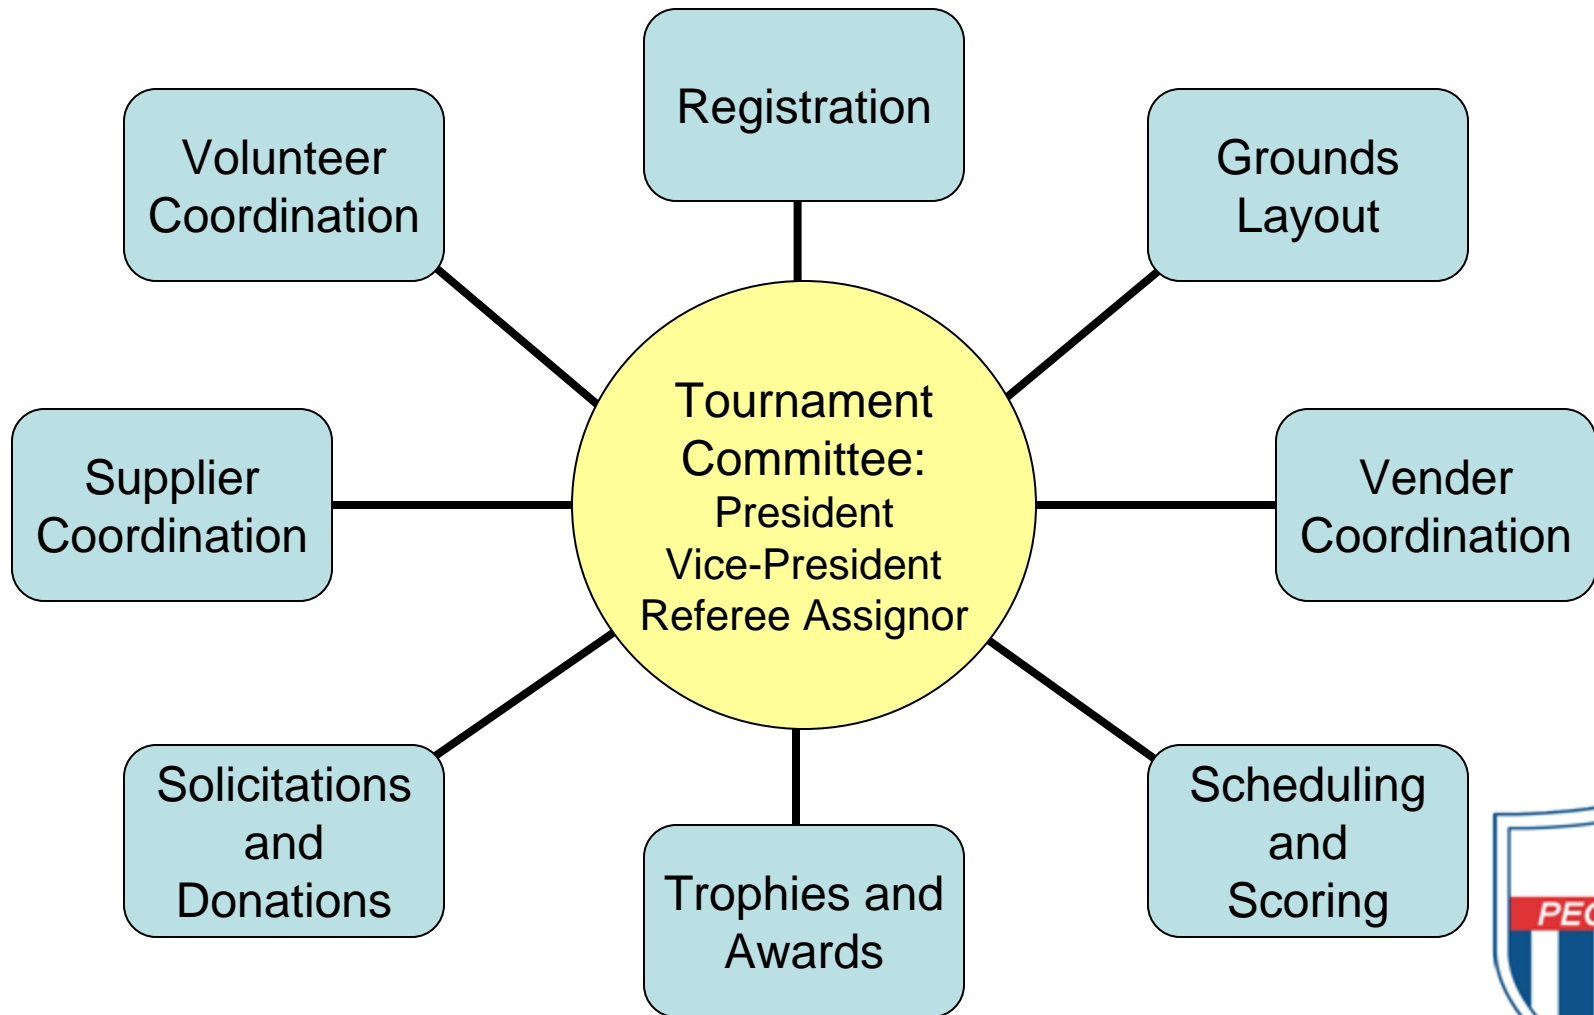 Registration
Volunteer
Coordination
Grounds
Layout
Tournament
Committee:
President
Vice-President
Referee Assignor
Supplier
Coordination
Vender
Coordination
Solicitations
and
Donations
Trophies and
Awards
Scheduling
and
Scoring